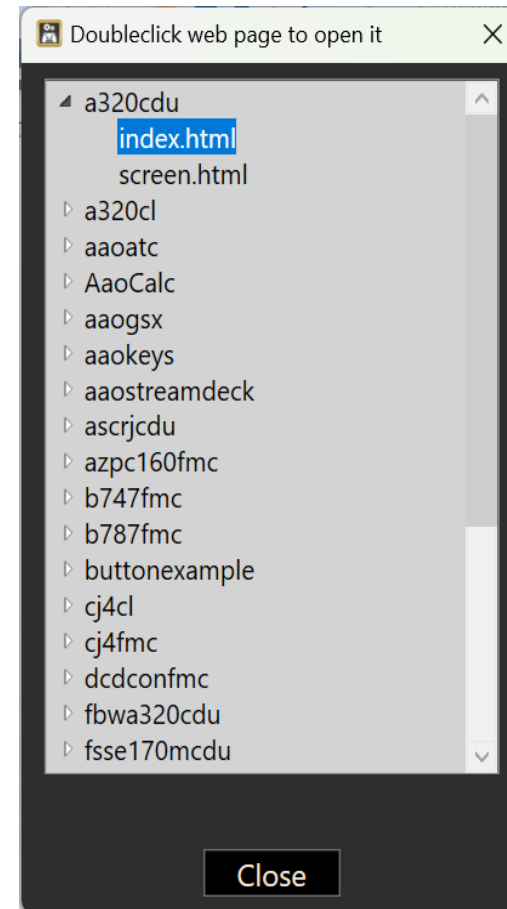 Doubleclick web page to open it
a320cdu
index.html
screen.html
a320cl
aaoatc
AaoCalc
aaogsx
aaokeys
aaostreamdeck
ascrjcdu
azpc160fmc
b747fmc
b787fmc
buttonexample
cj4cl
cj4fmc
dcdconfmc
fbwa320cdu
fsse170mcdu
Close